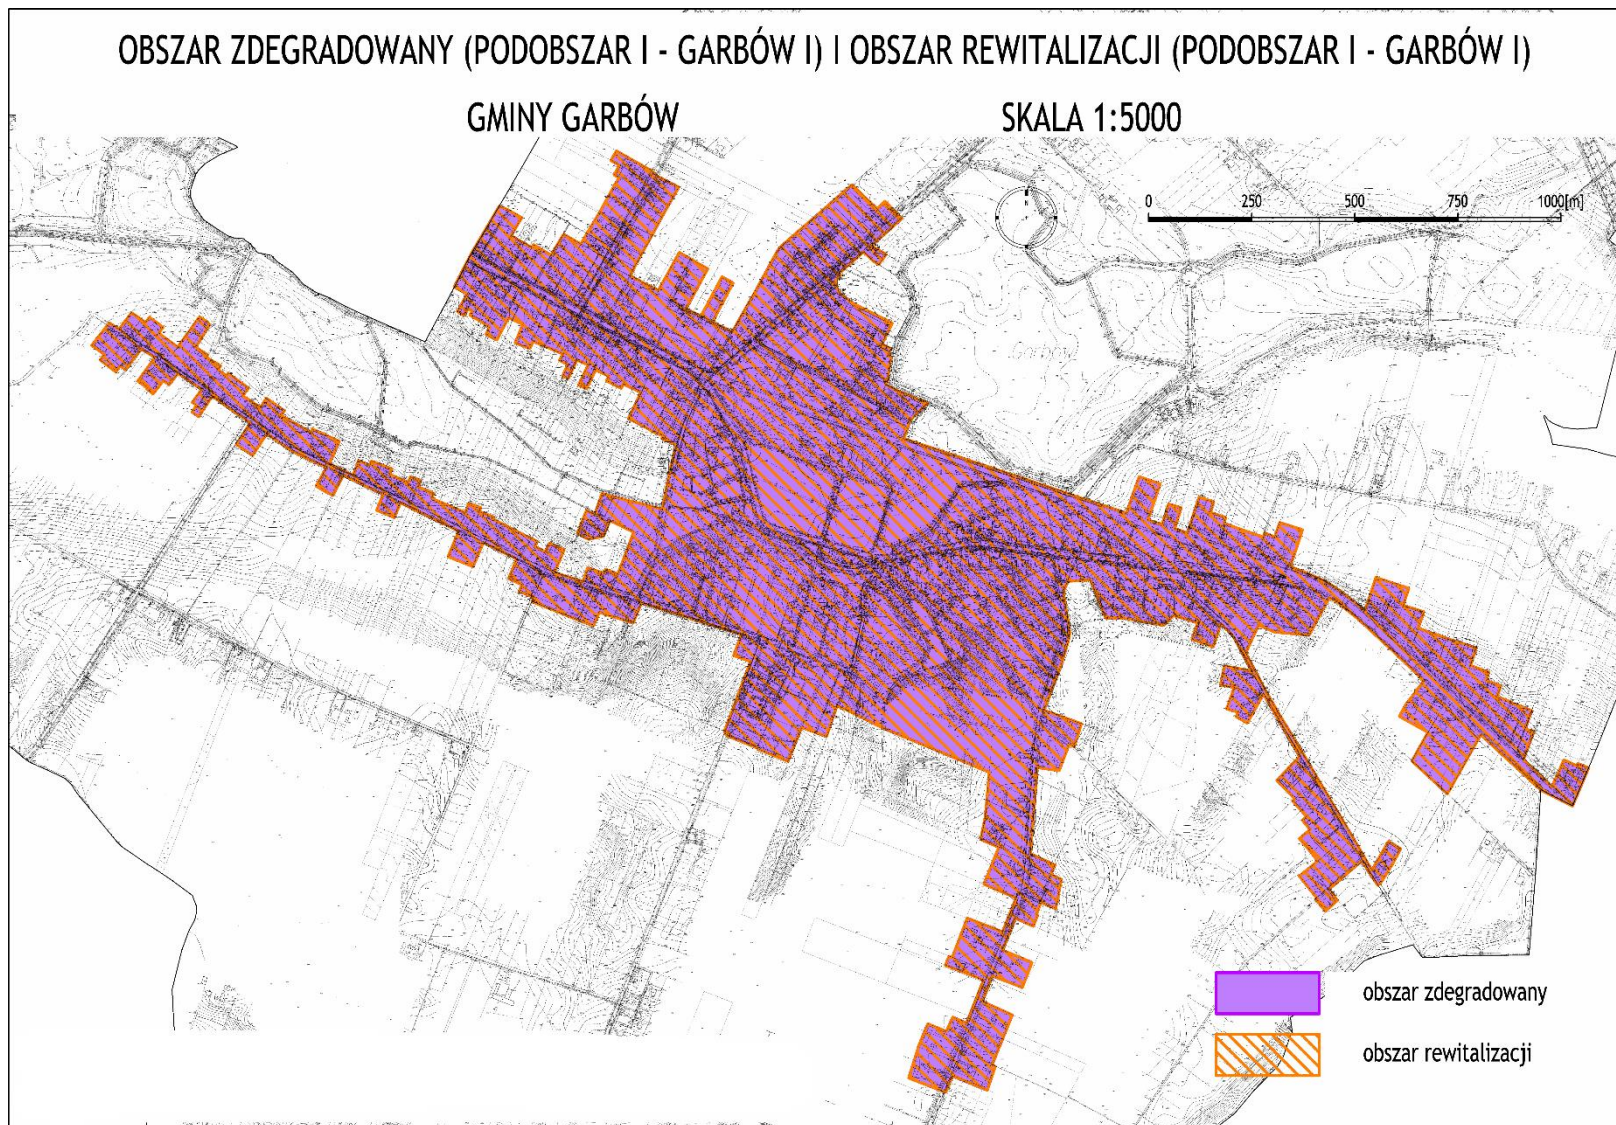 OBSZAR ZDEGRADOWANY (PODOBSZAR I - GARBÓW I) I OBSZAR REWITALIZACJI (PODOBSZAR I - GARBÓW I)
GMINY GARBÓW SKALA 1:5000
0 250 500 750 1000[m]
N
obszar zdegradowany
obszar rewitalizacji